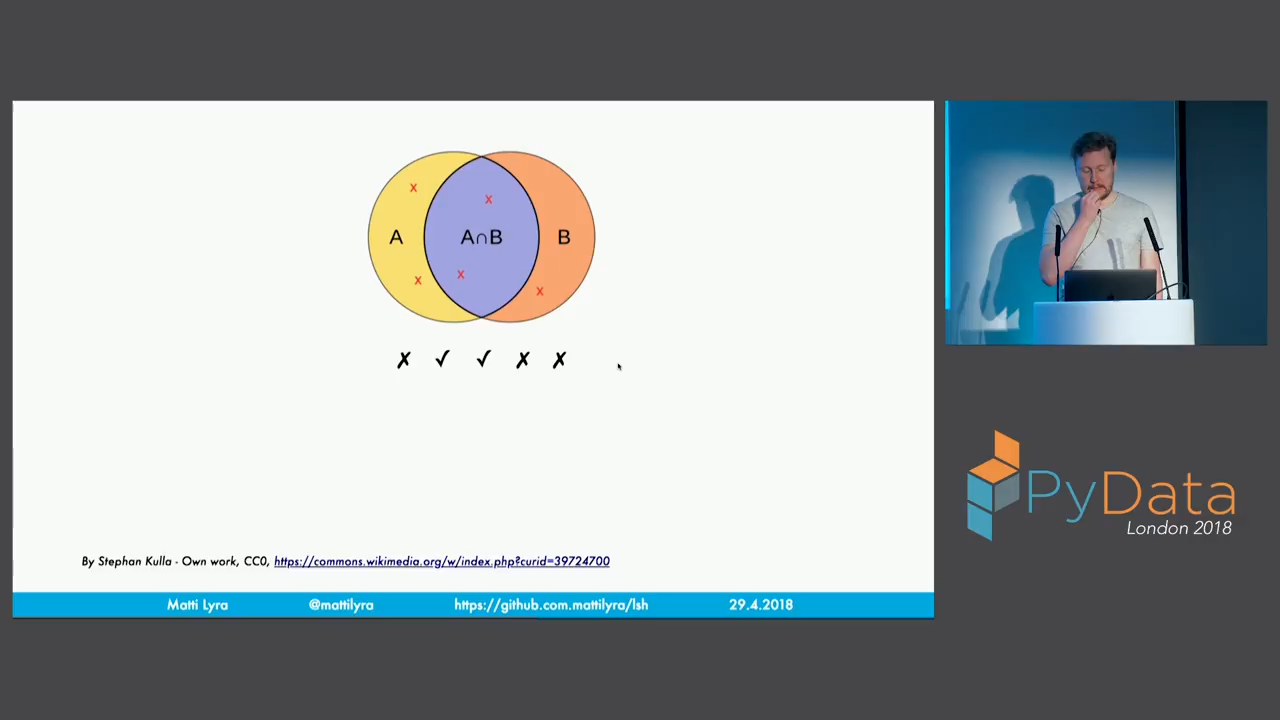 x
x
A
A∩B
B
x
x
x
✗ ✓ ✓ ✗ ✗
By Stephan Kulla - Own work, CC0, https://commons.wikimedia.org/w/index.php?curid=39724700
Matti Lyra @mattilyra https://github.com.mattilyra/lsh 29.4.2018
PyData
London 2018